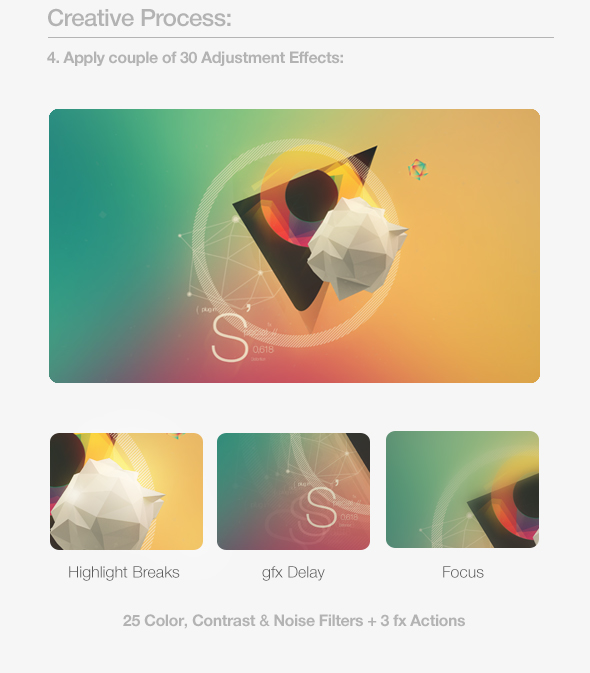 Creative Process:
4. Apply couple of 30 Adjustment Effects:
S’
0.618
S’
Highlight Breaks
gfx Delay
Focus
25 Color, Contrast & Noise Filters + 3 fx Actions